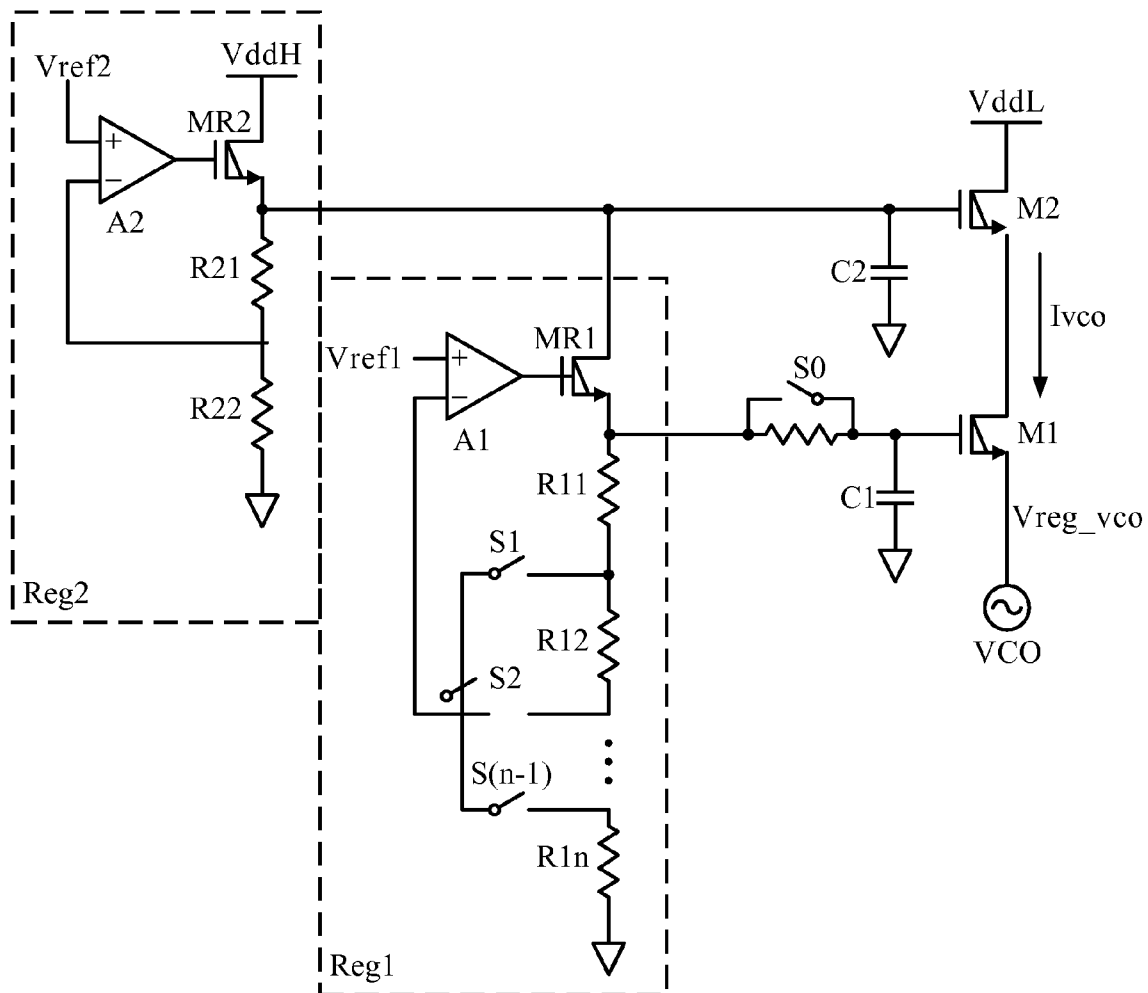 Vref2
VddH
MR2
A2
R21
R22
Reg2
VddL
M2
C2
Ivco
Vref1
MR1
A1
S0
M1
C1
R11
Vreg_vco
S1
R12
VCO
S2
S(n-1)
R1n
Reg1